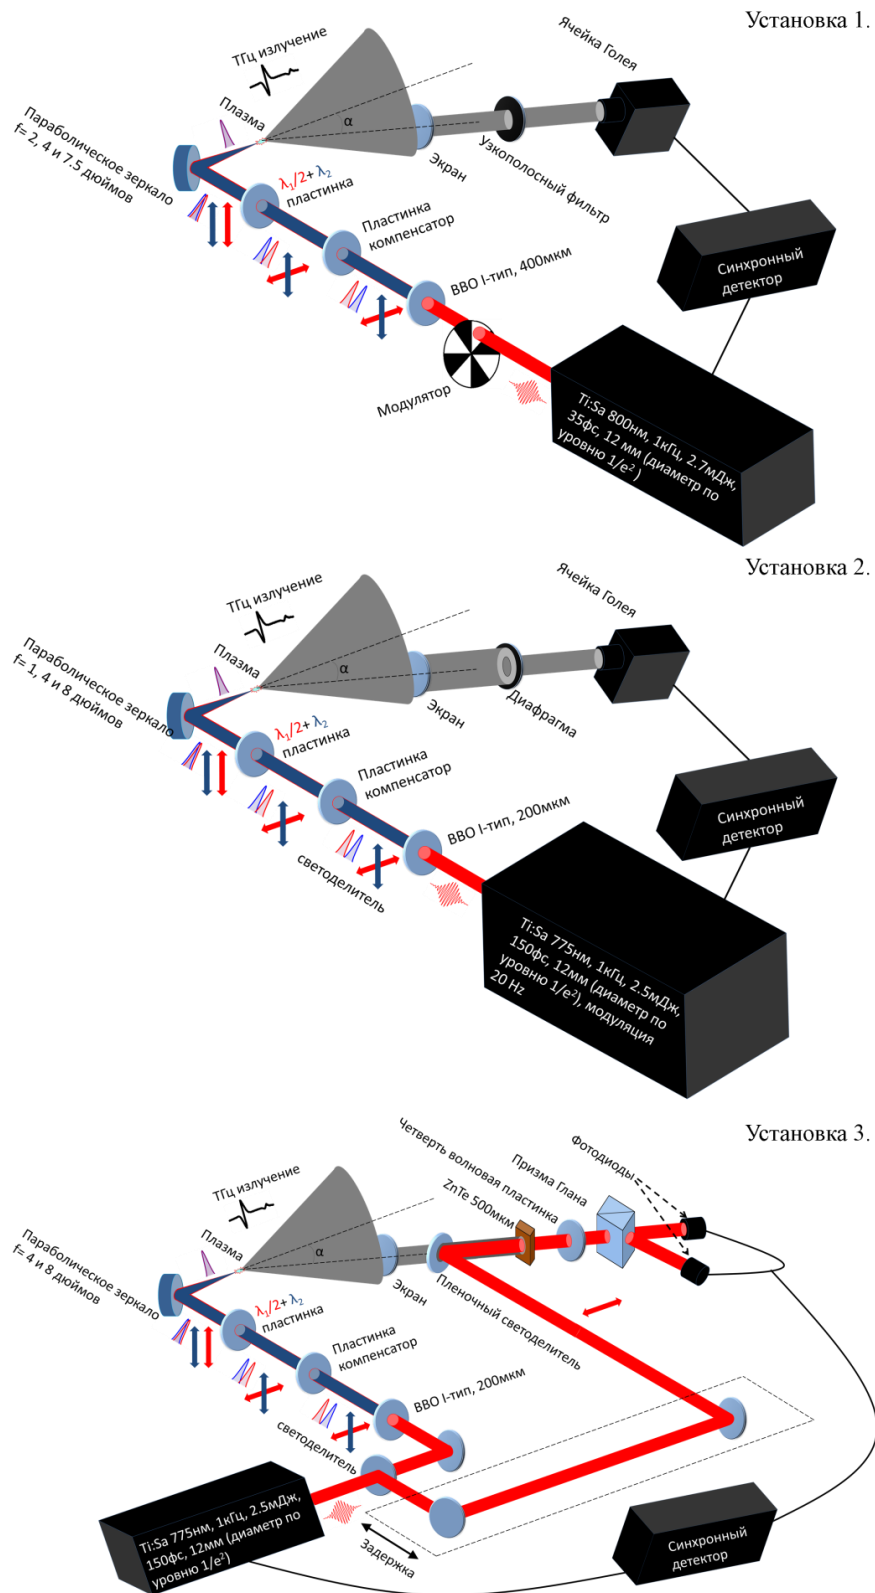 Установка 1.
Ячейка Голея
ТГц излучение
Плазма
α
Параболическое зеркало
f= 2, 4 и 7.5 дюймов
Экран
Узкополосный фильтр
λ₁/2+ λ₂
пластинка
Пластинка
компенсатор
BBO I-тип, 400мкм
Синхронный
детектор
Модулятор
Ti:Sa 800нм, 1кГц, 2.7мДж,
35фс, 12 мм (диаметр по
уровню 1/e²)
Установка 2.
Ячейка Голея
ТГц излучение
Плазма
α
Параболическое зеркало
f= 1, 4 и 8 дюймов
Экран
Диафрагма
λ₁/2+ λ₂
пластинка
Пластинка
компенсатор
BBO I-тип, 200мкм
светоделитель
Синхронный
детектор
Ti:Sa 775нм, 1кГц, 2.5мДж,
150фс, 12мм (диаметр по
уровню 1/e²), модуляция
20 Hz
Установка 3.
Фотодиоды
Призма Глана
Четверть волновая пластинка
ZnTe 500мкм
ТГц излучение
Плазма
α
Параболическое зеркало
f= 4 и 8 дюймов
Экран
Пленочный светоделитель
λ₁/2+ λ₂
пластинка
Пластинка
компенсатор
BBO I-тип, 200мкм
светоделитель
Ti:Sa 775нм, 1кГц, 2.5мДж,
150фс, 12мм (диаметр по
уровню 1/e²)
Задержка
Синхронный
детектор